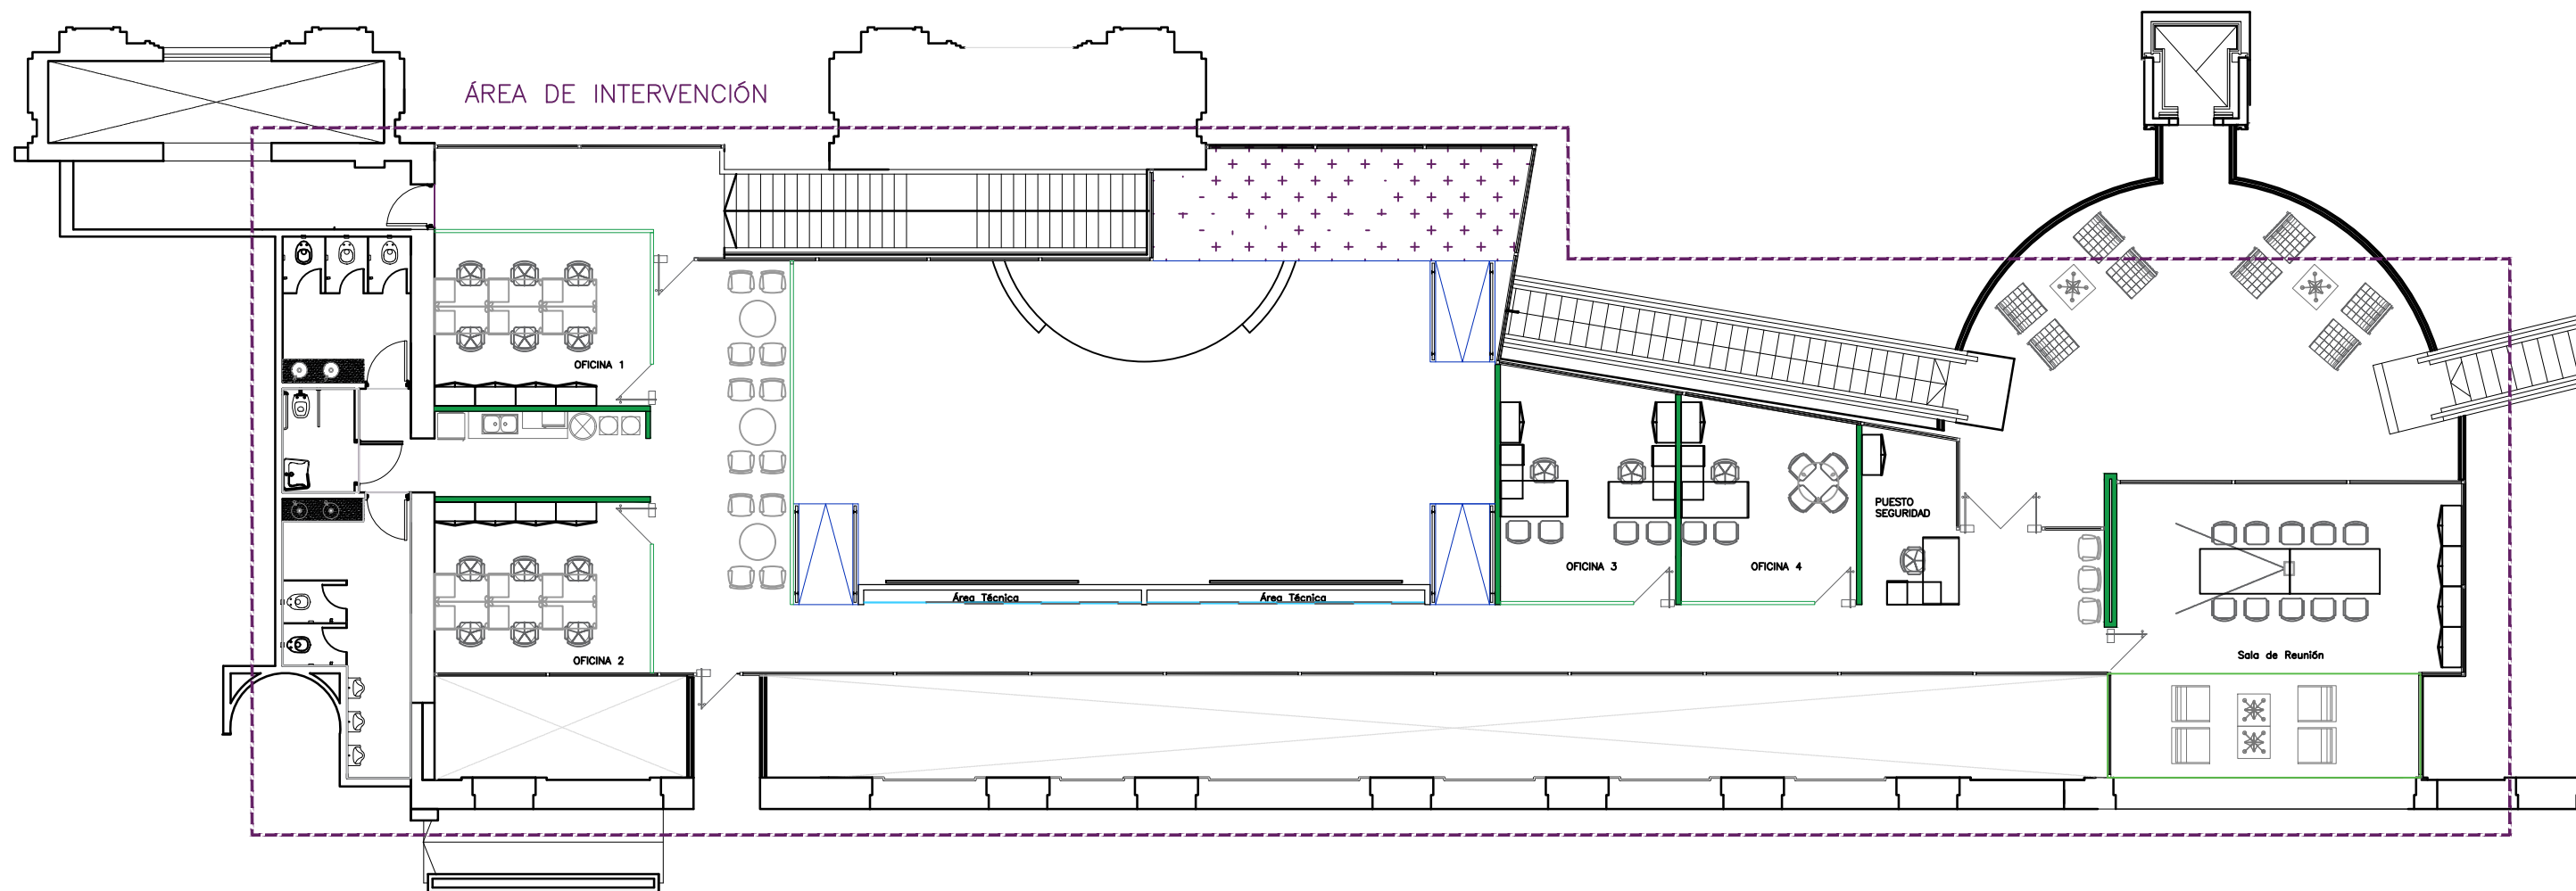 ÁREA DE INTERVENCIÓN
OFICINA 1
PUESTO
SEGURIDAD
OFICINA 3
OFICINA 4
Área Técnica
Área Técnica
OFICINA 2
Sala de Reunión